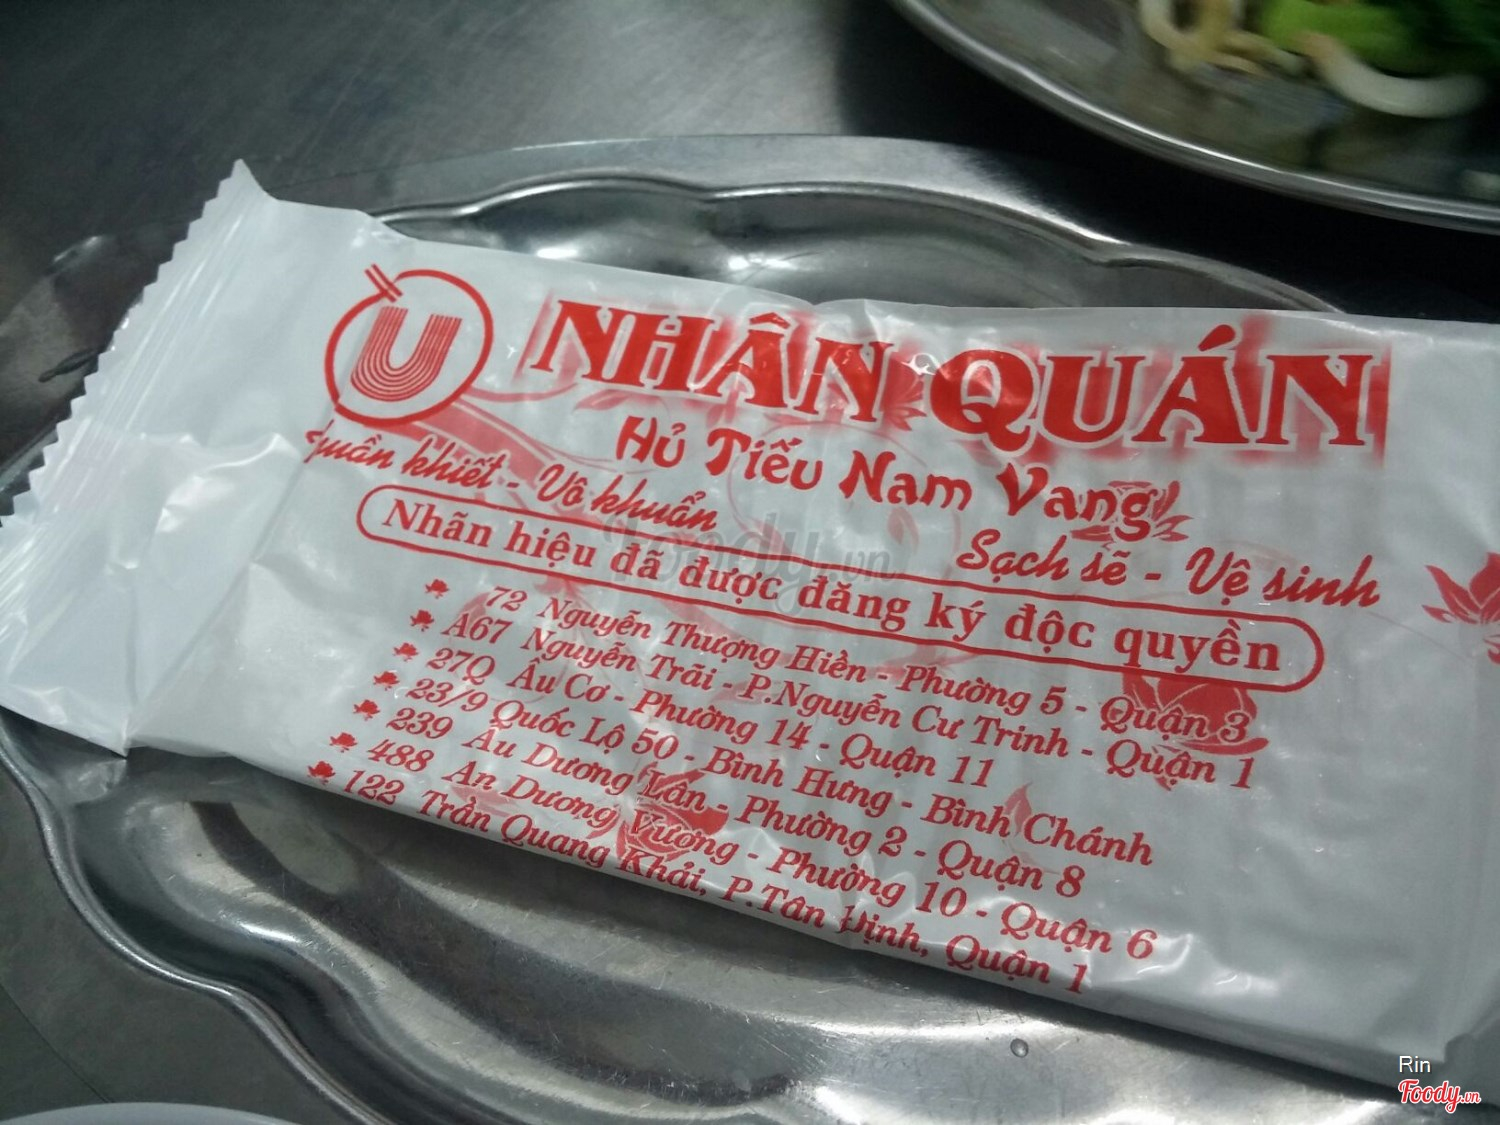 NHÂN QUÁN
Hủ Tiếu Nam Vang
khiết - Vô khuẩn
Sạch sẽ - Vệ sinh
Nhãn hiệu đã được đăng ký độc quyền
72 Nguyễn Thượng Hiền - Phường 5 - Quận 3
A67 Nguyễn Trãi - P.Nguyễn Cư Trinh - Quận 1
27Q Âu Cơ - Phường 14 - Quận 11
23/9 Quốc Lộ 50 - Bình Hưng - Bình Chánh
239 Âu Dương Lân - Phường 2 - Quận 8
488 An Dương Vương - Phường 10 - Quận 6
122 Trần Quang Khải, P.Tân Định, Quận 1
Foody.vn
Rin
Foody.vn